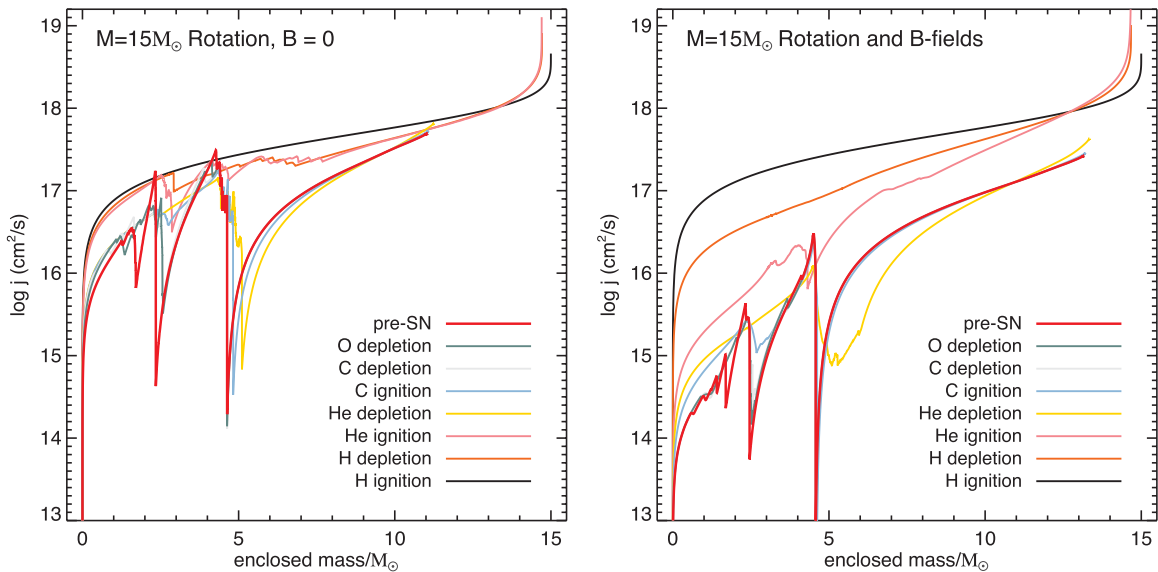 M=15M☉ Rotation, B = 0
19
18
17
16
15
14
13
log j (cm²/s)
pre-SN
O depletion
C depletion
C ignition
He depletion
He ignition
H depletion
H ignition
0
5
10
15
enclosed mass/M☉
M=15M☉ Rotation and B-fields
19
18
17
16
15
14
13
log j (cm²/s)
pre-SN
O depletion
C depletion
C ignition
He depletion
He ignition
H depletion
H ignition
0
5
10
15
enclosed mass/M☉